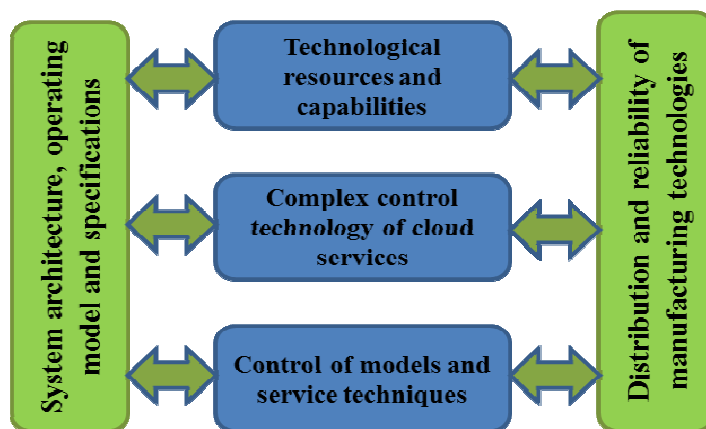 System architecture, operating
model and specifications
Technological
resources and
capabilities
Complex control
technology of cloud
services
Control of models and
service techniques
Distribution and reliability of
manufacturing technologies